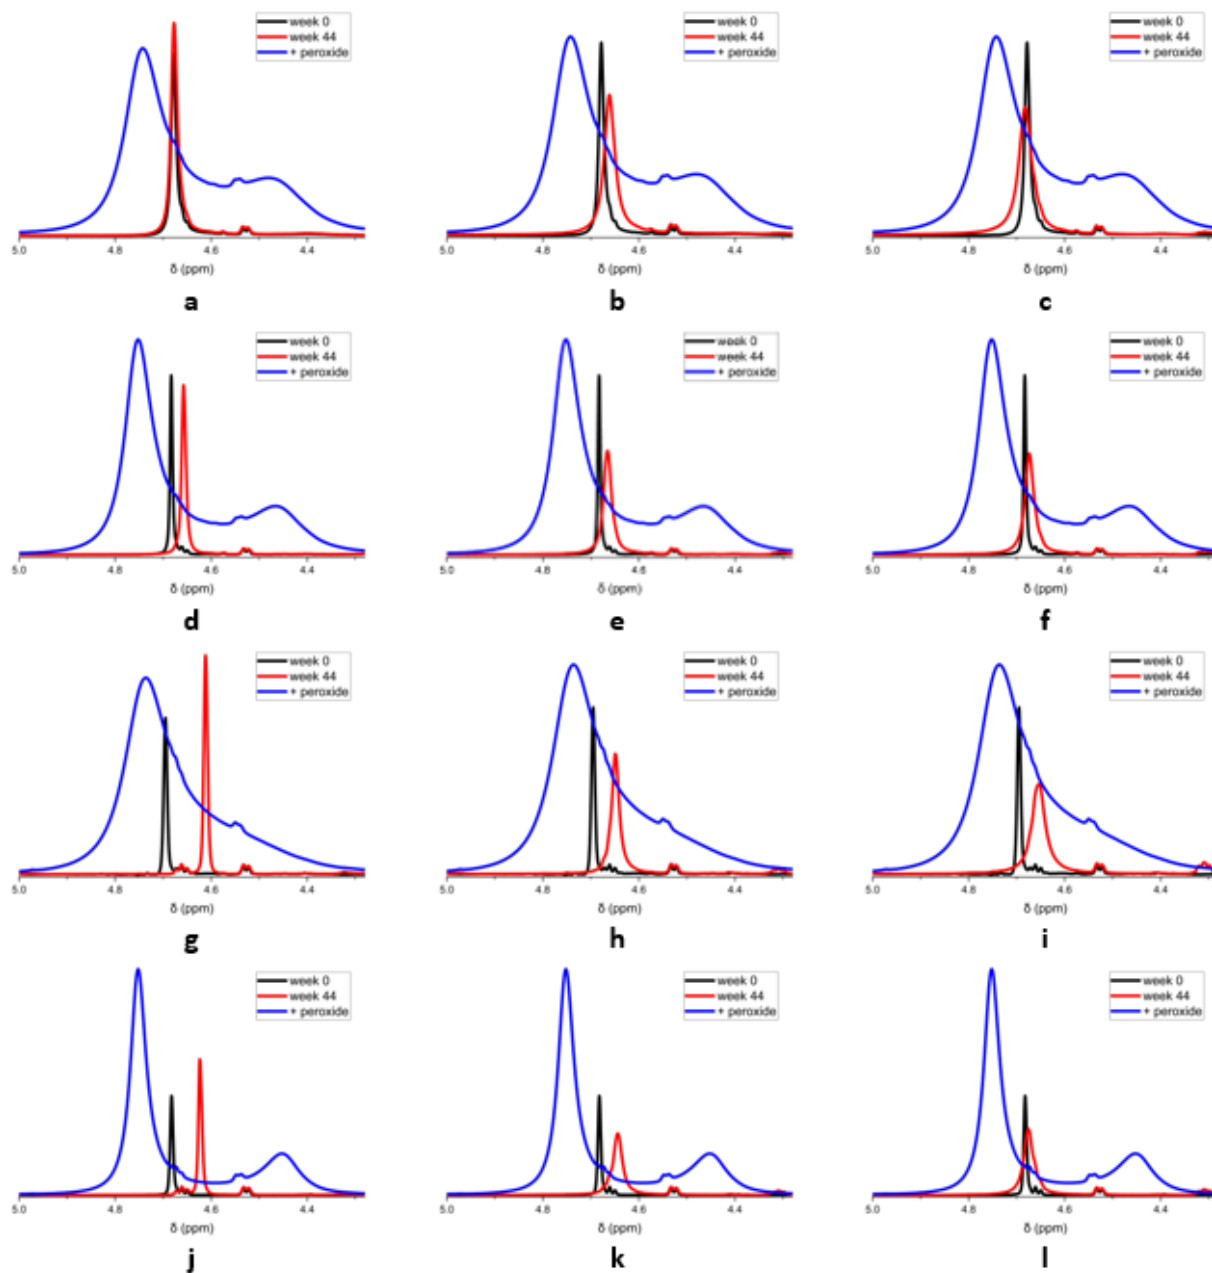 week 0
week 44
+ peroxide
week 0
week 44
+ peroxide
week 0
week 44
+ peroxide
5.0 4.8 4.6 4.4
5.0 4.8 4.6 4.4
5.0 4.8 4.6 4.4
δ (ppm)
δ (ppm)
δ (ppm)
a
b
c
week 0
week 44
+ peroxide
week 0
week 44
+ peroxide
week 0
week 44
+ peroxide
5.0 4.8 4.6 4.4
5.0 4.8 4.6 4.4
5.0 4.8 4.6 4.4
δ (ppm)
δ (ppm)
δ (ppm)
d
e
f
week 0
week 44
+ peroxide
week 0
week 44
+ peroxide
week 0
week 44
+ peroxide
5.0 4.8 4.6 4.4
5.0 4.8 4.6 4.4
5.0 4.8 4.6 4.4
δ (ppm)
δ (ppm)
δ (ppm)
g
h
i
week 0
week 44
+ peroxide
week 0
week 44
+ peroxide
week 0
week 44
+ peroxide
5.0 4.8 4.6 4.4
5.0 4.8 4.6 4.4
5.0 4.8 4.6 4.4
δ (ppm)
δ (ppm)
δ (ppm)
j
k
l